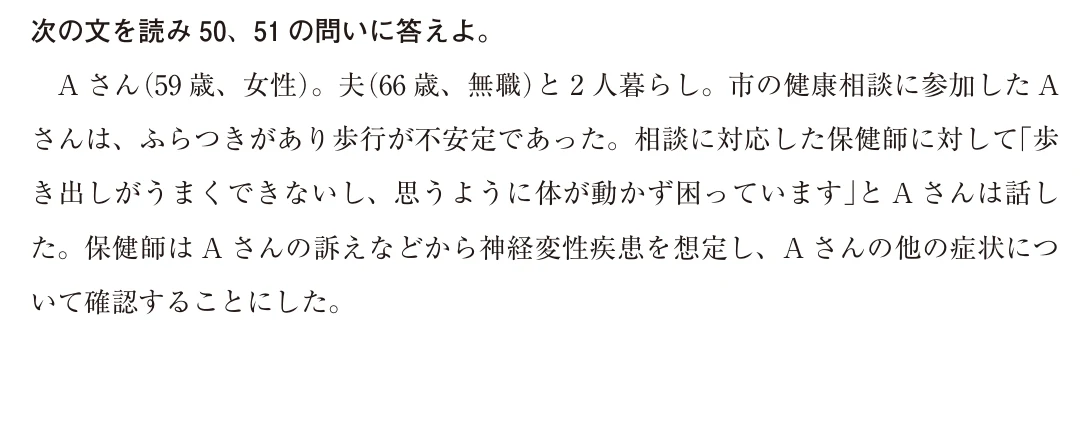 次の文を読み 50、51 の問いに答えよ。
A さん(59 歳、女性)。夫(66 歳、無職)と 2 人暮らし。市の健康相談に参加した A
さんは、ふらつきがあり歩行が不安定であった。相談に対応した保健師に対して「歩
き出しがうまくできないし、思うように体が動かず困っています」と A さんは話し
た。保健師は A さんの訴えなどから神経変性疾患を想定し、A さんの他の症状につ
いて確認することにした。